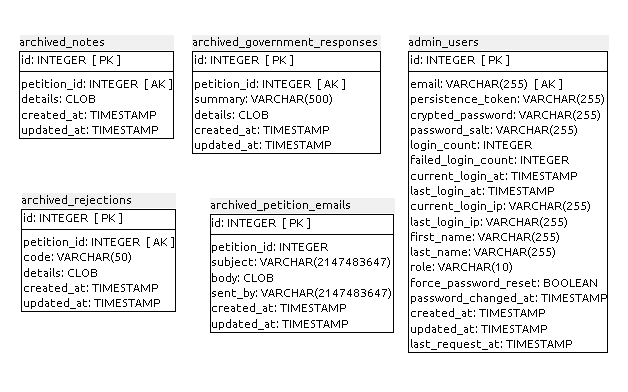 archived_notes
id: INTEGER [ PK ]
petition_id: INTEGER [ AK ]
details: CLOB
created_at: TIMESTAMP
updated_at: TIMESTAMP
archived_government_responses
id: INTEGER [ PK ]
petition_id: INTEGER [ AK ]
summary: VARCHAR(500)
details: CLOB
created_at: TIMESTAMP
updated_at: TIMESTAMP
admin_users
id: INTEGER [ PK ]
email: VARCHAR(255) [ AK ]
persistence_token: VARCHAR(255)
crypted_password: VARCHAR(255)
password_salt: VARCHAR(255)
login_count: INTEGER
failed_login_count: INTEGER
current_login_at: TIMESTAMP
last_login_at: TIMESTAMP
current_login_ip: VARCHAR(255)
last_login_ip: VARCHAR(255)
first_name: VARCHAR(255)
last_name: VARCHAR(255)
role: VARCHAR(10)
force_password_reset: BOOLEAN
password_changed_at: TIMESTAMP
created_at: TIMESTAMP
updated_at: TIMESTAMP
last_request_at: TIMESTAMP
archived_rejections
id: INTEGER [ PK ]
petition_id: INTEGER [ AK ]
code: VARCHAR(50)
details: CLOB
created_at: TIMESTAMP
updated_at: TIMESTAMP
archived_petition_emails
id: INTEGER [ PK ]
petition_id: INTEGER
subject: VARCHAR(2147483647)
body: CLOB
sent_by: VARCHAR(2147483647)
created_at: TIMESTAMP
updated_at: TIMESTAMP